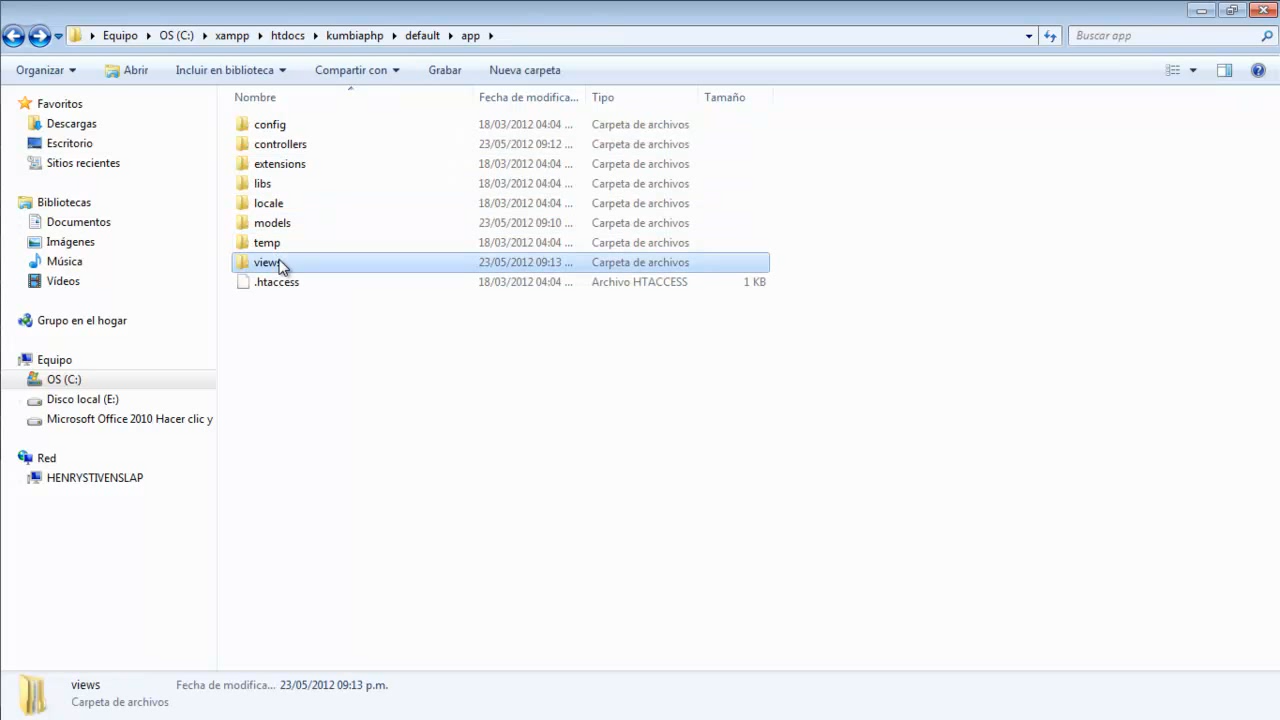 Equipo OS (C:) xampp htdocs kumbiaphp default app
Buscar app
Organizar Abrir Incluir en biblioteca Compartir con Grabar Nueva carpeta
Favoritos
Descargas
Escritorio
Sitios recientes
Bibliotecas
Documentos
Imágenes
Música
Vídeos
Grupo en el hogar
Equipo
OS (C:)
Disco local (E:)
Microsoft Office 2010 Hacer clic y
Red
HENRYSTIVENSLAP
Nombre Fecha de modifica... Tipo Tamaño
config 18/03/2012 04:04 ... Carpeta de archivos
controllers 23/05/2012 09:12 ... Carpeta de archivos
extensions 18/03/2012 04:04 ... Carpeta de archivos
libs 18/03/2012 04:04 ... Carpeta de archivos
locale 18/03/2012 04:04 ... Carpeta de archivos
models 23/05/2012 09:10 ... Carpeta de archivos
temp 18/03/2012 04:04 ... Carpeta de archivos
views 23/05/2012 09:13 ... Carpeta de archivos
.htaccess 18/03/2012 04:04 ... Archivo HTACCESS 1 KB
views Fecha de modifica... 23/05/2012 09:13 p.m.
Carpeta de archivos